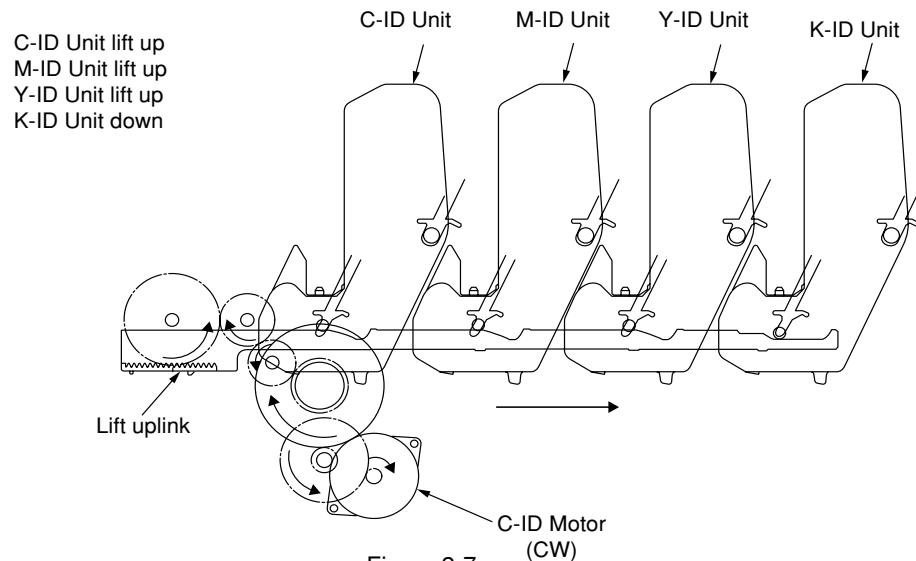 C-ID Unit
M-ID Unit
Y-ID Unit
K-ID Unit
C-ID Unit lift up
M-ID Unit lift up
Y-ID Unit lift up
K-ID Unit down
Lift uplink
C-ID Motor
(CW)